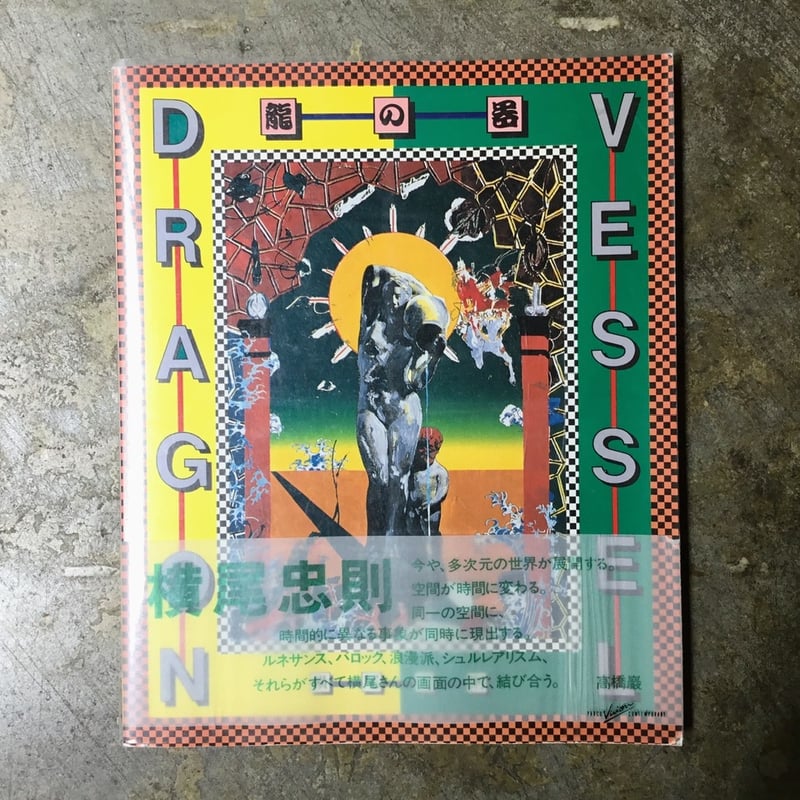 龍の器
DRAGON
VESSEL
横尾忠則
今や、多次元の世界が展開する。
空間が時間に変わる。
同一の空間に、
時間的に異なる事象が同時に現出する。
ルネサンス、バロック、浪漫派、シュルレアリスム、
それらがすべて横尾さんの画面の中で、結び合う。
高橋巖
PARCO Vision CONTEMPORARY